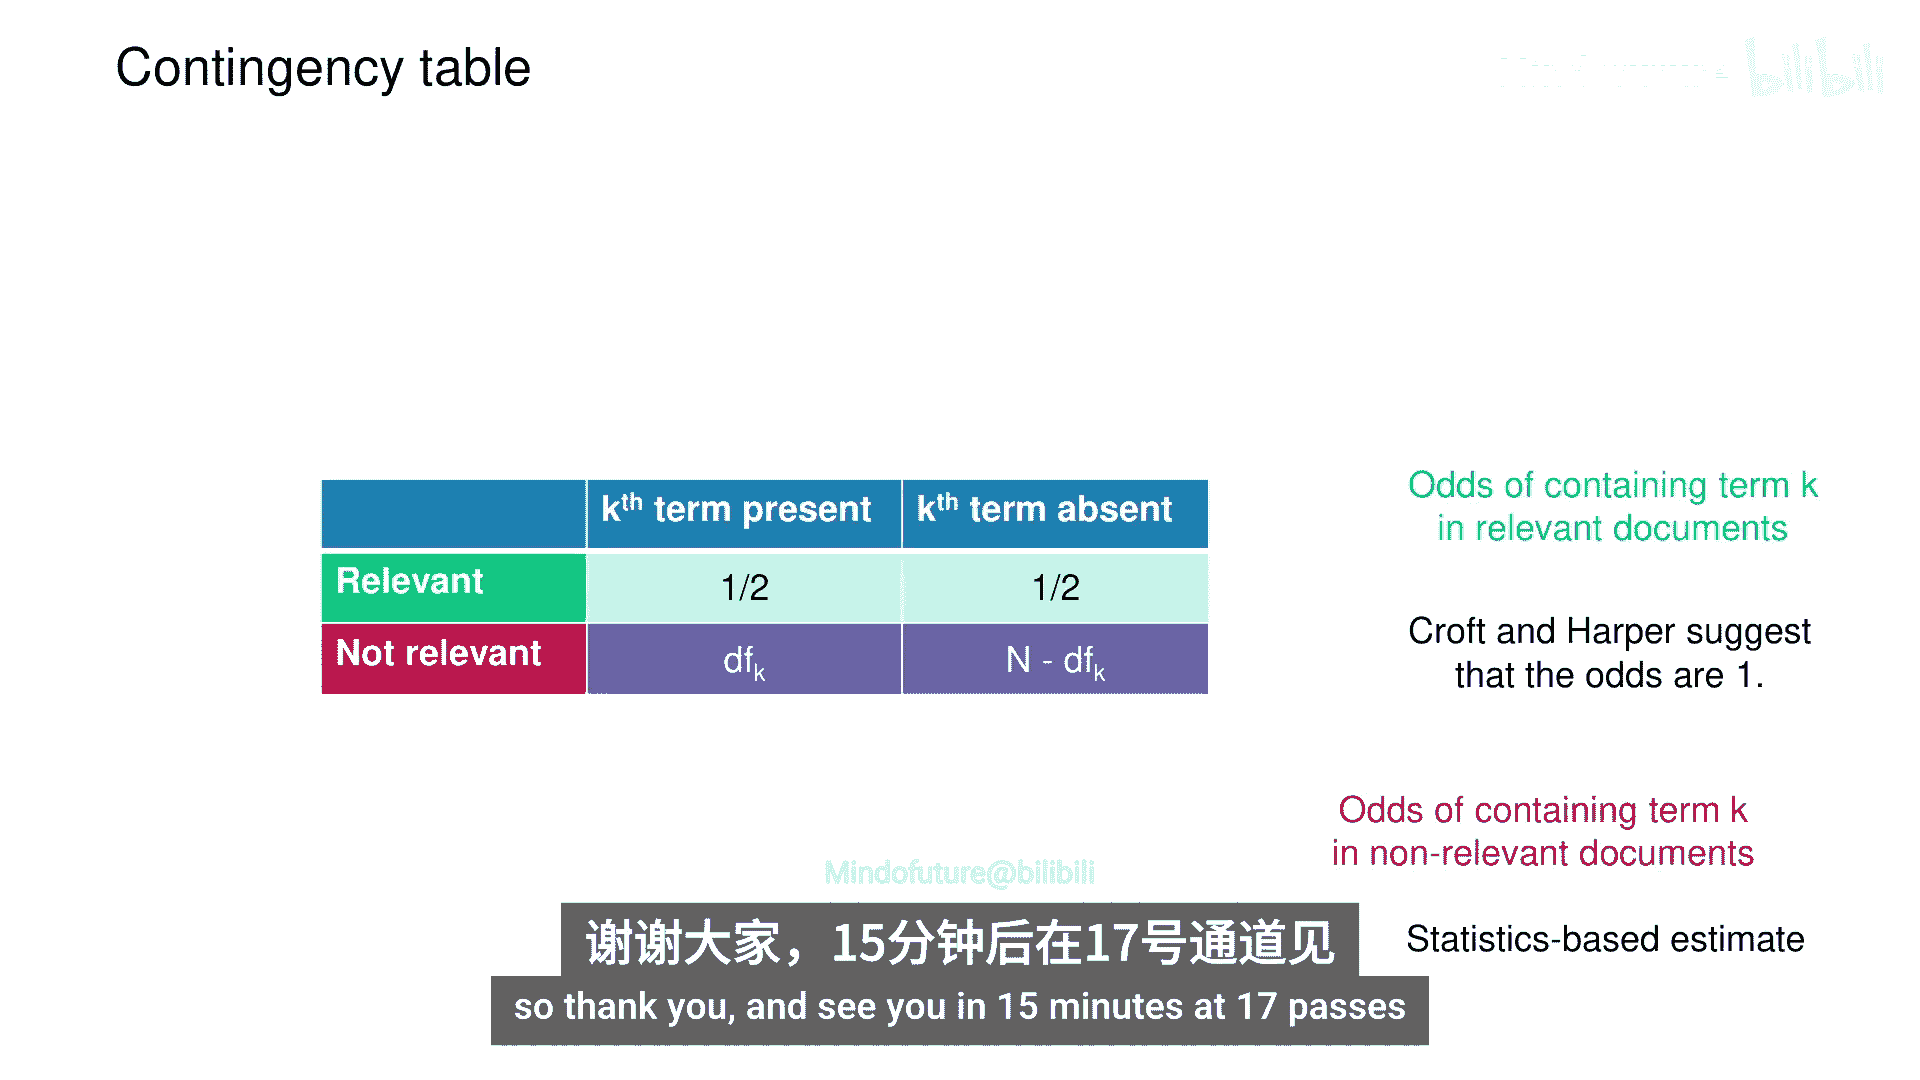 Contingency table
bilibili
kth term present
kth term absent
Relevant
1/2
1/2
Not relevant
dfk
N - dfk
Odds of containing term k
in relevant documents
Croft and Harper suggest
that the odds are 1.
Odds of containing term k
in non-relevant documents
Statistics-based estimate
Mindofuture@bilibili
谢谢大家，15分钟后在17号通道见
so thank you, and see you in 15 minutes at 17 passes